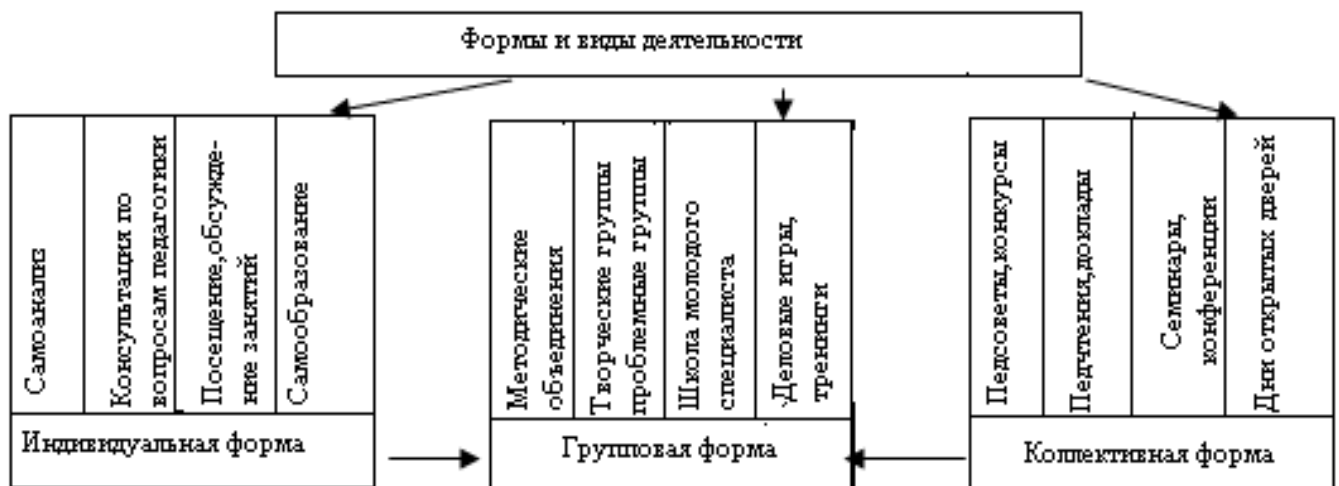 Формы и виды деятельности
Самоанализ
Консультация по
вопросам педагогики
Посещение,обсужде-
ние занятий
Самообразование
Индивидуальная форма
Методические
объединения
Творческие группы
проблемные группы
Школа молодого
специалиста
Деловые игры,
тренинги
Групповая форма
Педсоветы,конкурсы
Педчтения,доклады
Семинары,
конференции
Дни открытых дверей
Коллективная форма